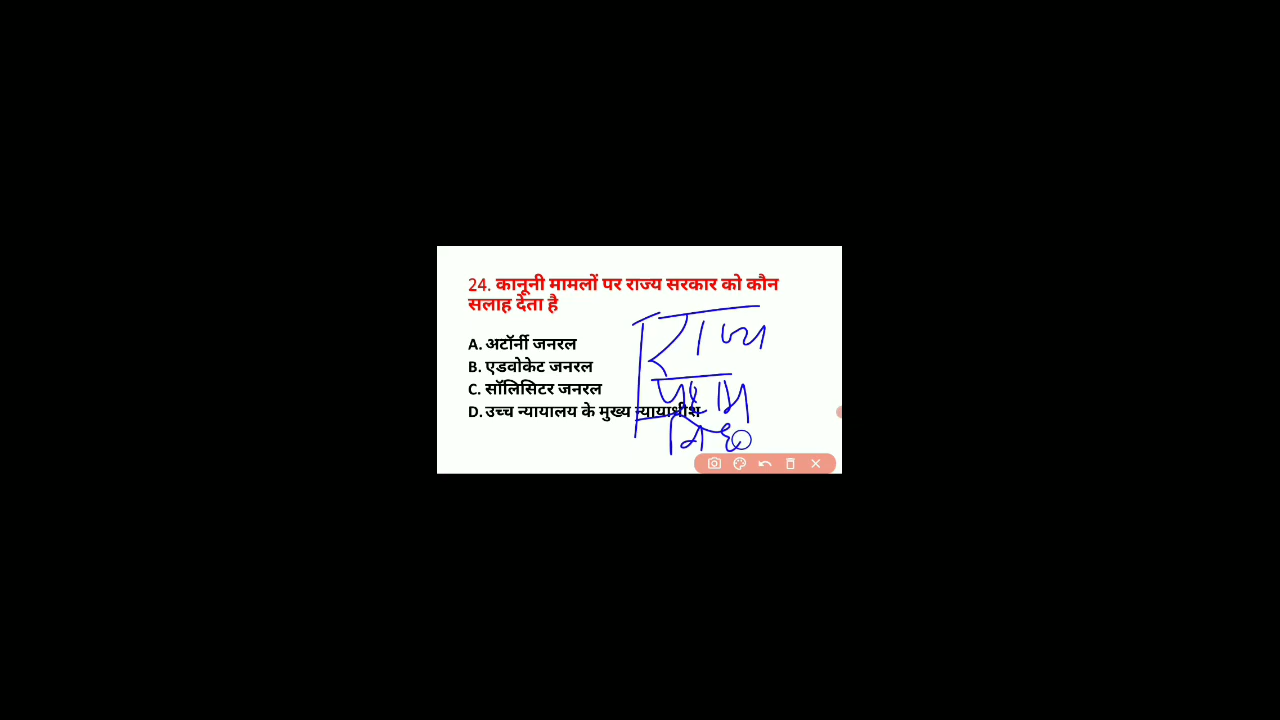 24. कानूनी मामलों पर राज्य सरकार को कौन
सलाह देता है
A. अटॉर्नी जनरल
B. एडवोकेट जनरल
C. सॉलिसिटर जनरल
D. उच्च न्यायालय के मुख्य न्यायाधीश
राज्य